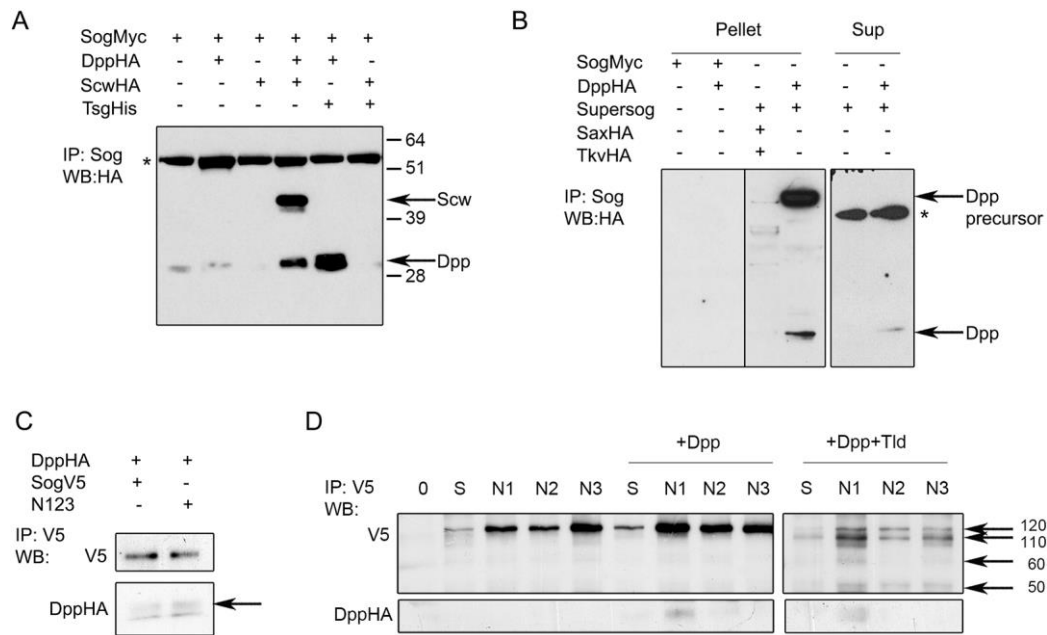 A
SogMyc + + + + + +
DppHA - + - + + -
ScwHA - - + + - +
TsgHis - - - - + +
IP: Sog
WB:HA
*
64
51
Scw
39
Dpp
28
B
Pellet Sup
SogMyc + + - - - -
DppHA - + - + - +
Supersog - - + + + +
SaxHA - - + - - -
TkvHA - - + - - -
IP: Sog
WB:HA
Dpp
precursor
*
Dpp
C
DppHA + +
SogV5 + -
N123 - +
IP: V5
WB: V5
DppHA
D
+Dpp +Dpp+Tld
IP: V5 0 S N1 N2 N3 S N1 N2 N3 S N1 N2 N3
WB:
V5
120
110
60
50
DppHA